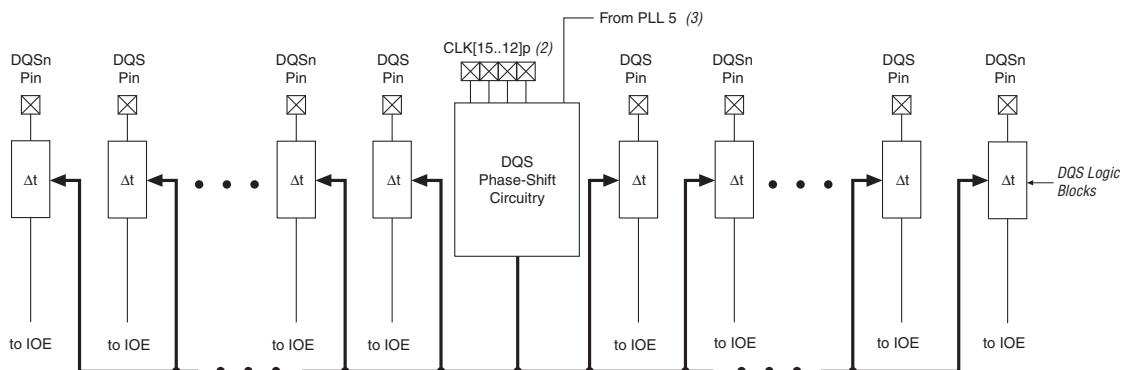 From PLL 5 (3)
CLK[15..12]p (2)
DQSn
Pin
DQS
Pin
DQSn
Pin
DQS
Pin
DQS
Pin
DQSn
Pin
DQS
Pin
DQSn
Pin
Δt
Δt
Δt
Δt
DQS
Phase-Shift
Circuitry
Δt
Δt
Δt
Δt
DQS Logic
Blocks
to IOE
to IOE
to IOE
to IOE
to IOE
to IOE
to IOE
to IOE